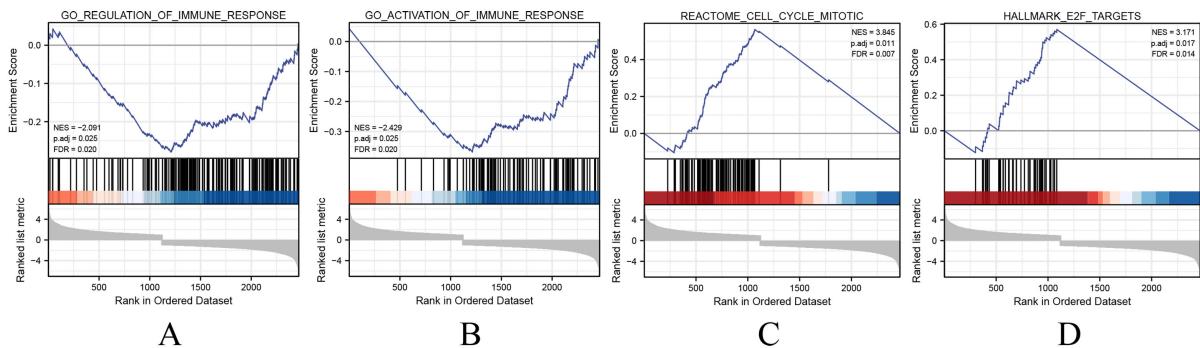 GO_REGULATION_OF_IMMUNE_RESPONSE
Enrichment Score
0.0
−0.1
−0.2
NES = −2.091
p.adj = 0.025
FDR = 0.020
Ranked list metric
4
0
−4
500 1000 1500 2000
Rank in Ordered Dataset
A
GO_ACTIVATION_OF_IMMUNE_RESPONSE
Enrichment Score
0.0
−0.1
−0.2
−0.3
NES = −2.429
p.adj = 0.025
FDR = 0.020
Ranked list metric
4
0
−4
500 1000 1500 2000
Rank in Ordered Dataset
B
REACTOME_CELL_CYCLE_MITOTIC
Enrichment Score
0.4
0.2
0.0
NES = 3.845
p.adj = 0.011
FDR = 0.007
Ranked list metric
4
0
−4
500 1000 1500 2000
Rank in Ordered Dataset
C
HALLMARK_E2F_TARGETS
Enrichment Score
0.6
0.4
0.2
0.0
NES = 3.171
p.adj = 0.017
FDR = 0.014
Ranked list metric
4
0
−4
500 1000 1500 2000
Rank in Ordered Dataset
D